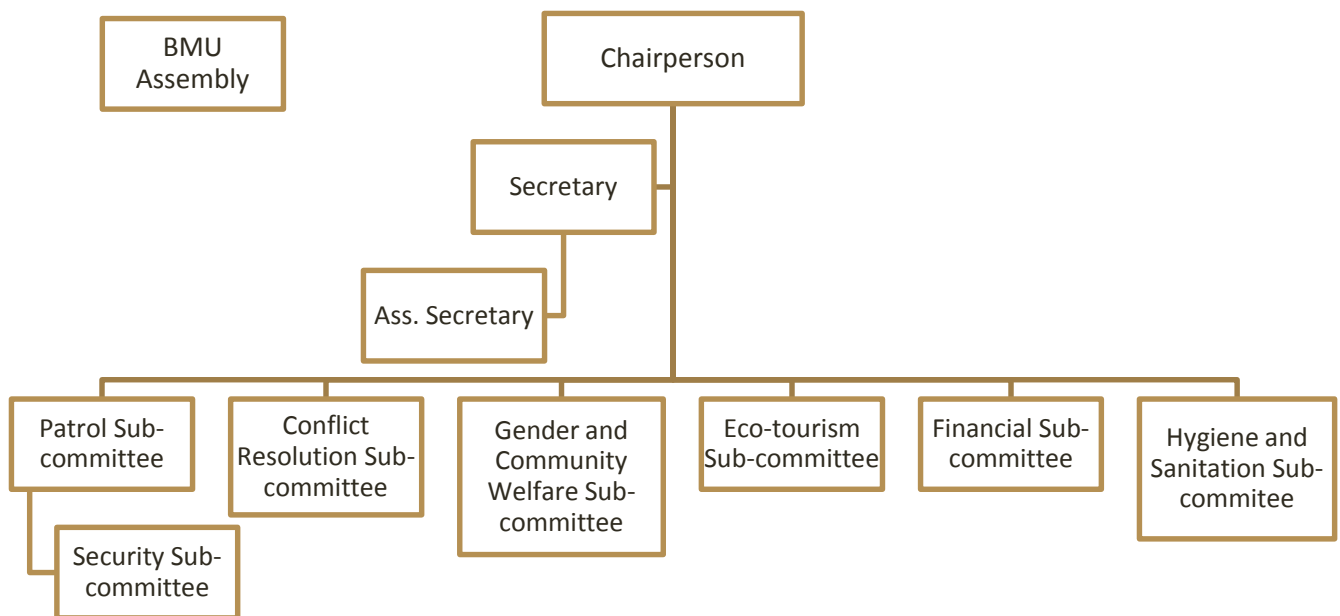 BMU
Assembly
Chairperson
Secretary
Ass. Secretary
Patrol Sub-
committee
Conflict
Resolution Sub-
committee
Gender and
Community
Welfare Sub-
committee
Eco-tourism
Sub-committee
Financial Sub-
committee
Hygiene and
Sanitation Sub-
commitee
Security Sub-
committee